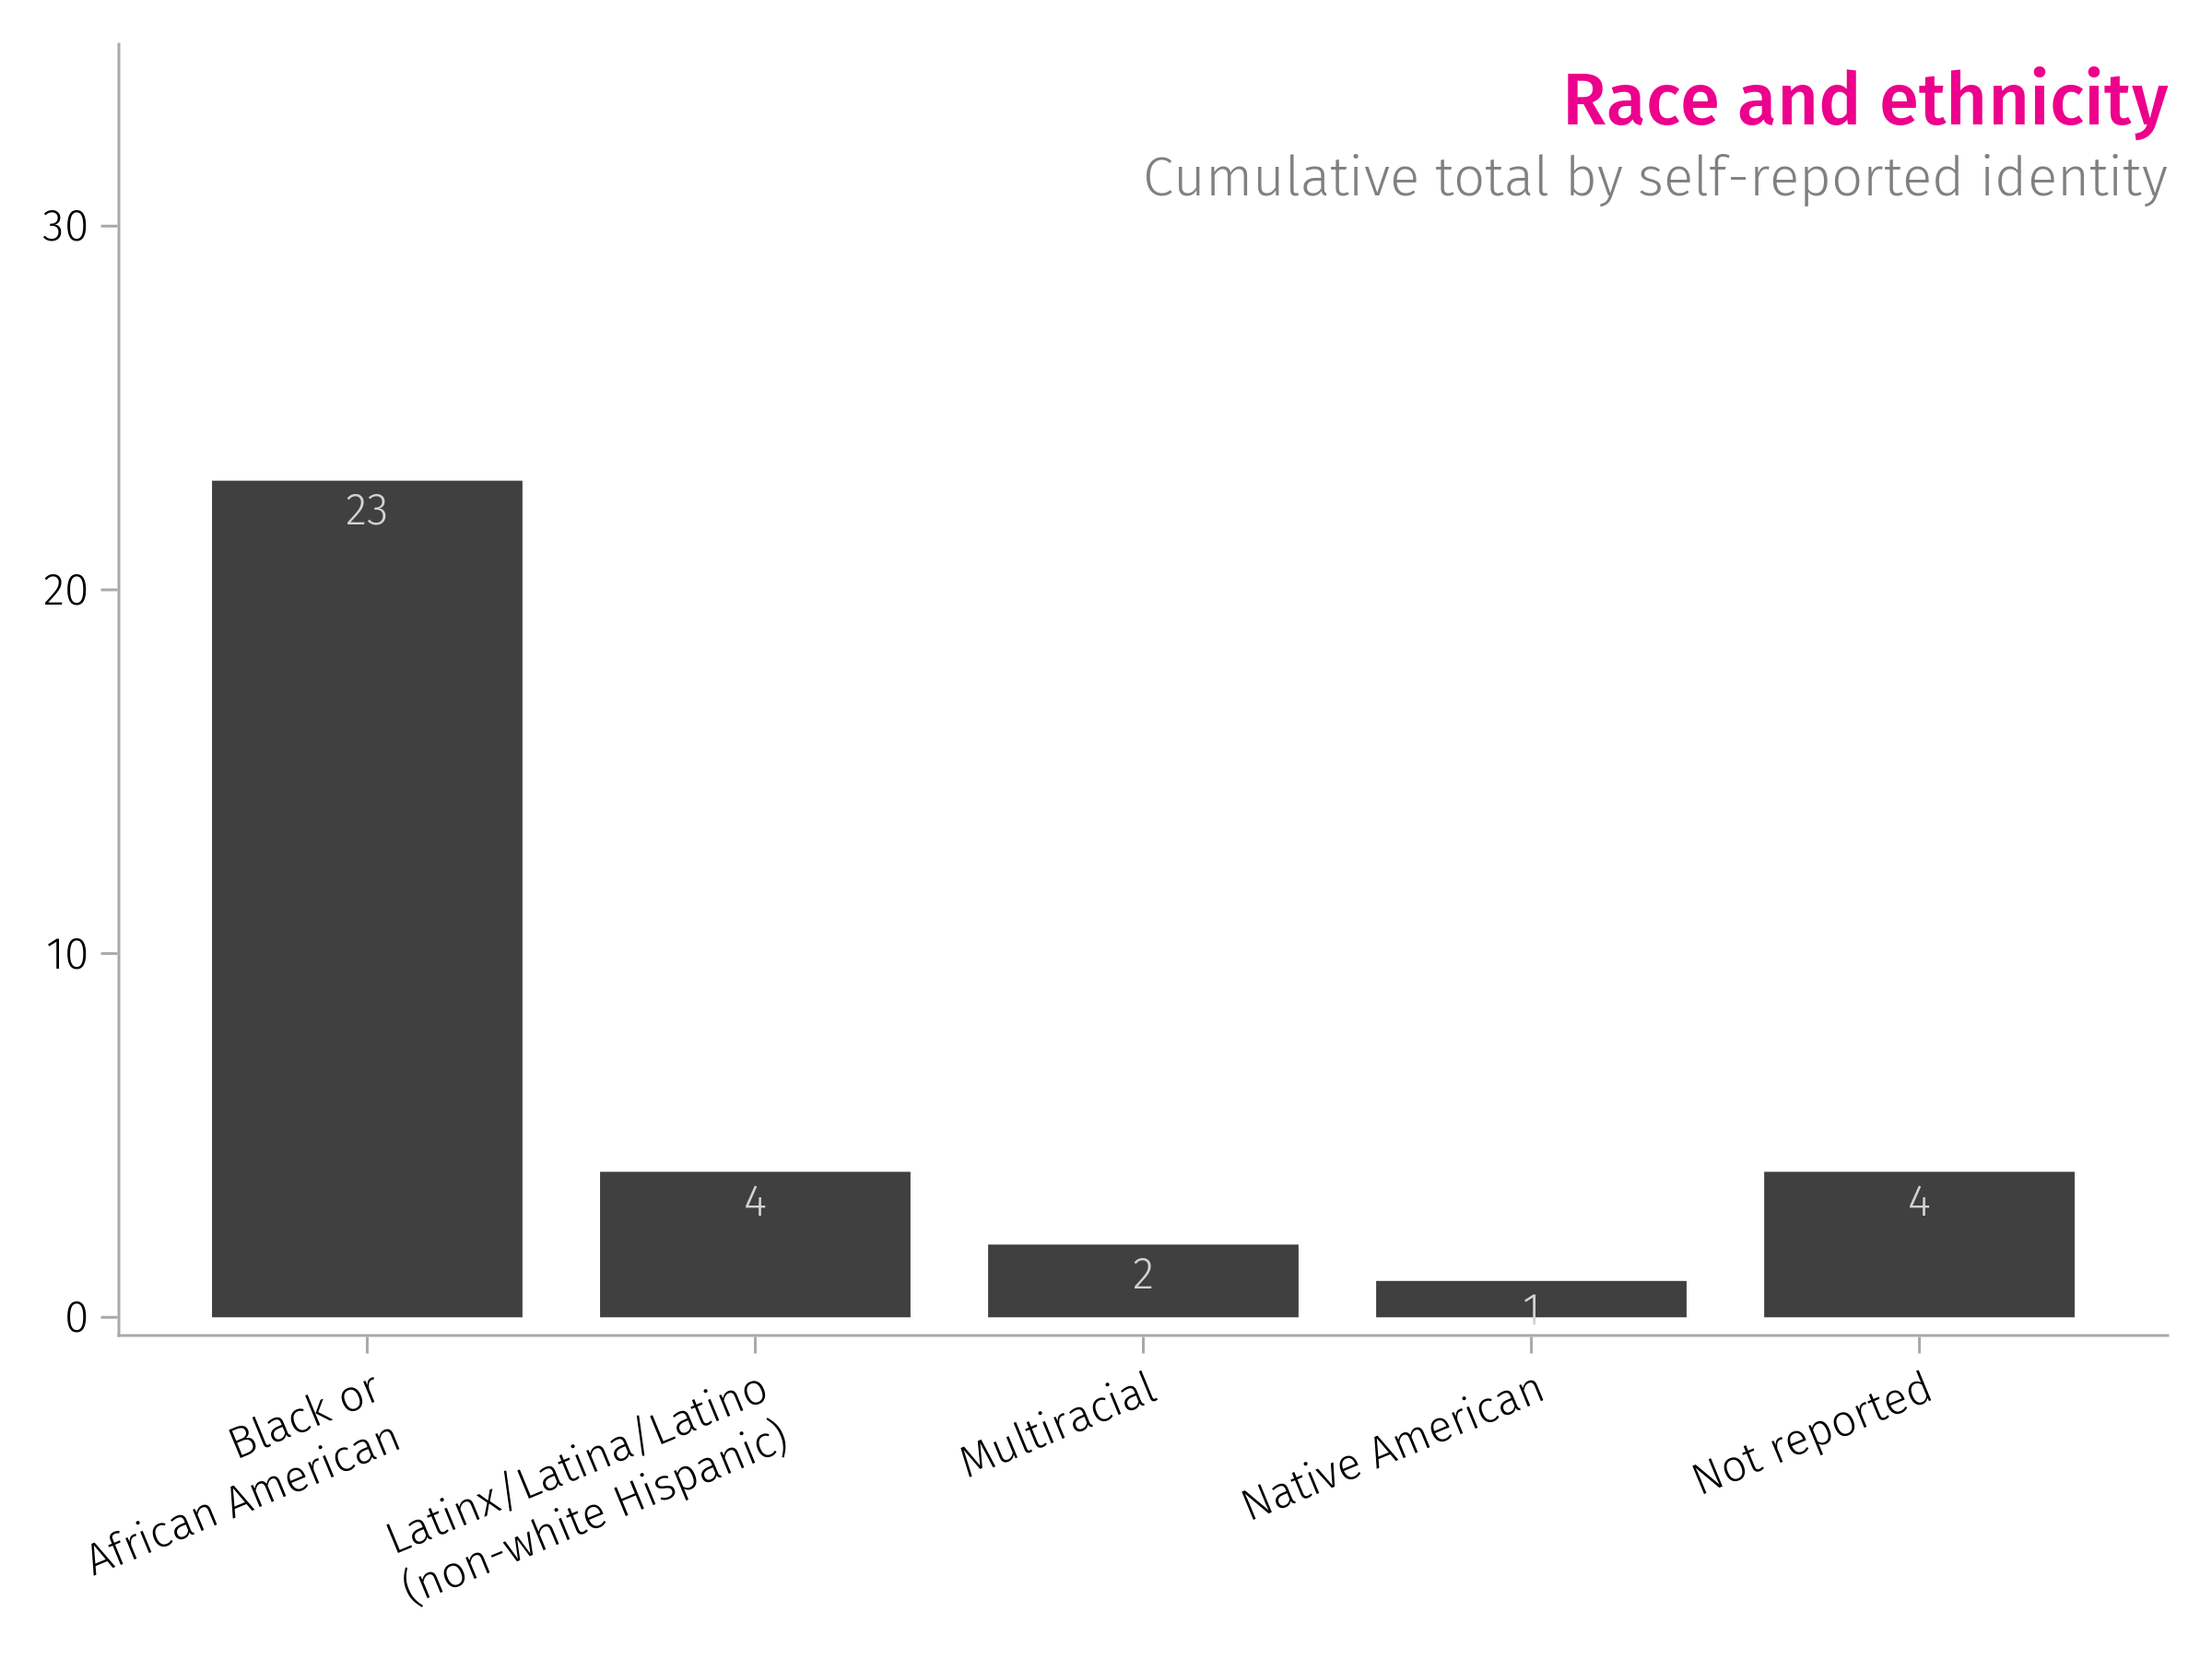 Race and ethnicity
Cumulative total by self-reported identity
30
20
10
0
23
4
2
1
4
Black or
African American
Latinx/Latina/Latino
(non-white Hispanic)
Multiracial
Native American
Not reported